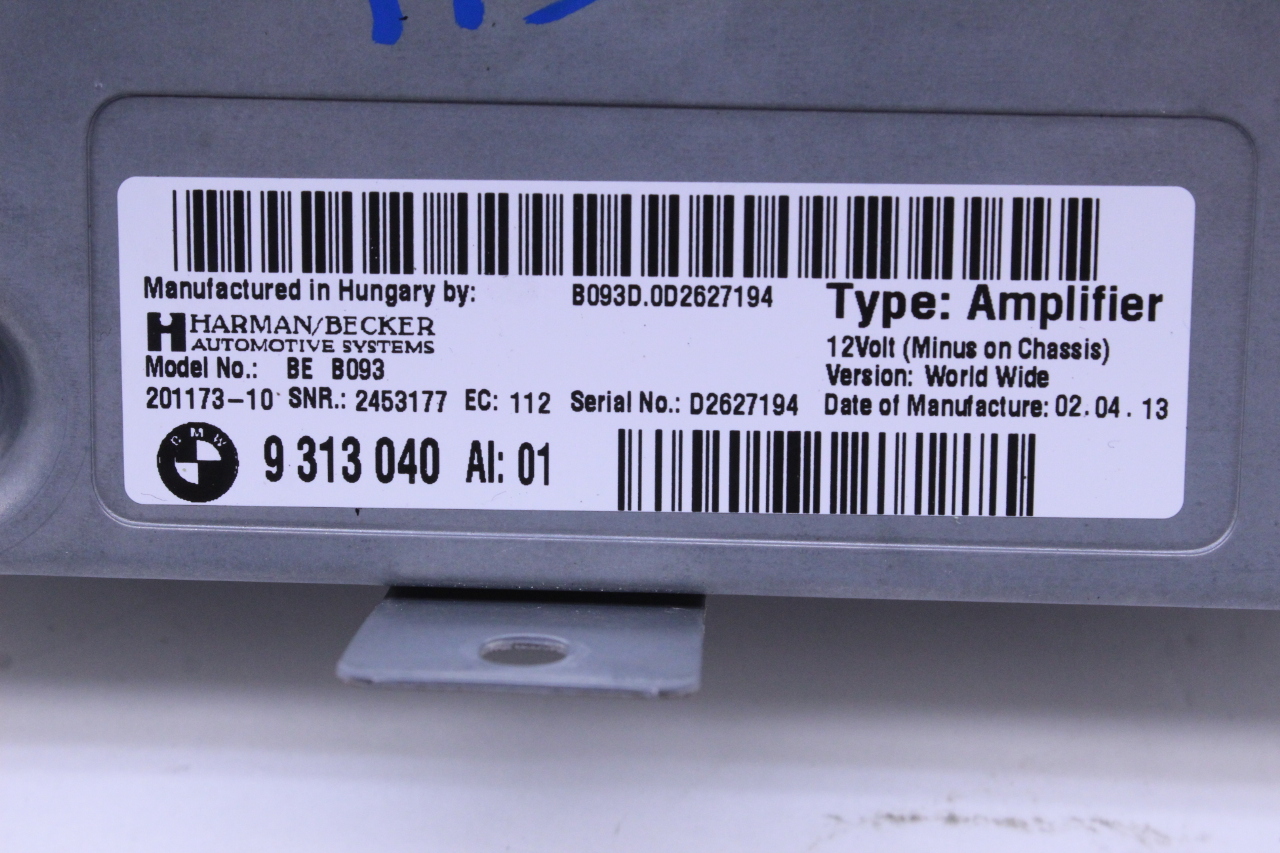 Manufactured in Hungary by: B093D.0D2627194 Type: Amplifier
HARMAN/BECKER
AUTOMOTIVE SYSTEMS
12Volt (Minus on Chassis)
Model No.: BE B093 Version: World Wide
201173-10 SNR.: 2453177 EC: 112 Serial No.: D2627194 Date of Manufacture: 02.04.13
BMW 9 313 040 AI: 01